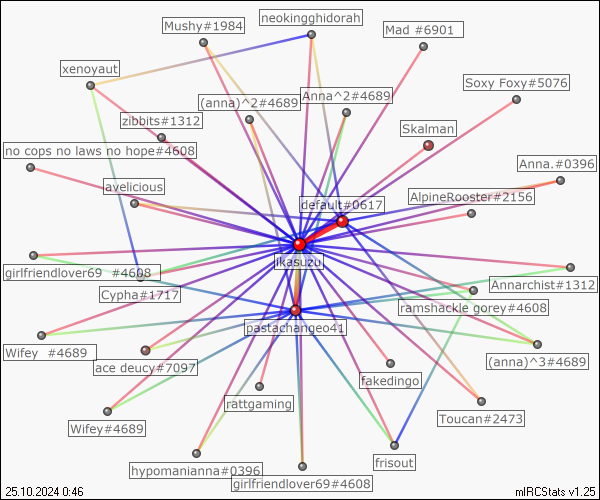 neokingghidorah
Mushy#1984
Mad #6901
xenoyaut
Soxy Foxy#5076
(anna)^2#4689
Anna^2#4689
zibbits#1312
Skalman
no cops no laws no hope#4608
Anna.#0396
avelicious
AlpineRooster#2156
default#0617
jkasuzu
girlfriendlover69 #4608
Cypha#1717
Annarchist#1312
ramshackle gorey#4608
pastachangeo41
Wifey #4689
(anna)^3#4689
ace deucy#7097
fakedingo
rattgaming
Toucan#2473
Wifey#4689
frisout
hypomanianna#0396
girlfriendlover69#4608
25.10.2024 0:46
mIRCStats v1.25